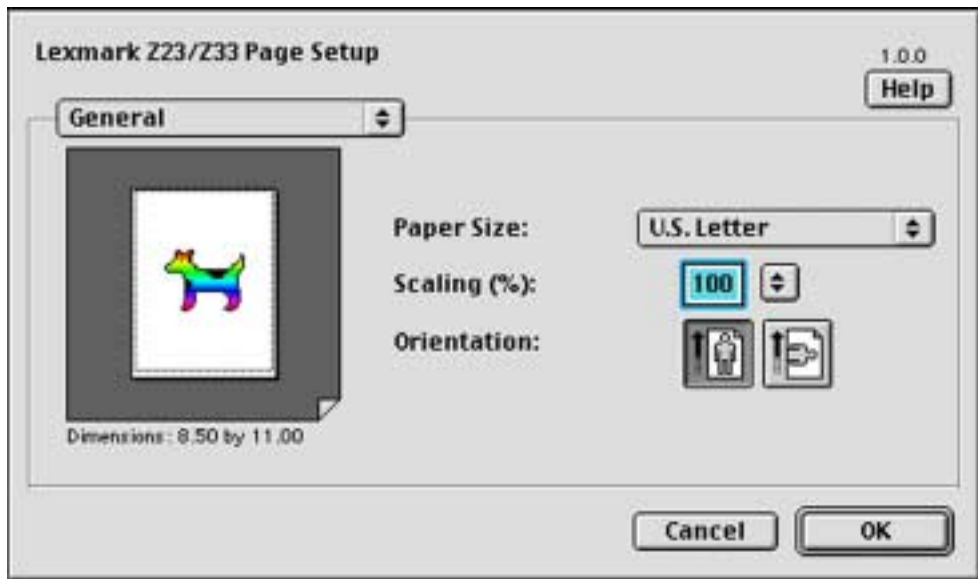 Lexmark Z23/Z33 Page Setup
1.0.0
Help
General
Paper Size: U.S. Letter
Scaling (%): 100
Orientation:
Dimensions: 8.50 by 11.00
Cancel OK